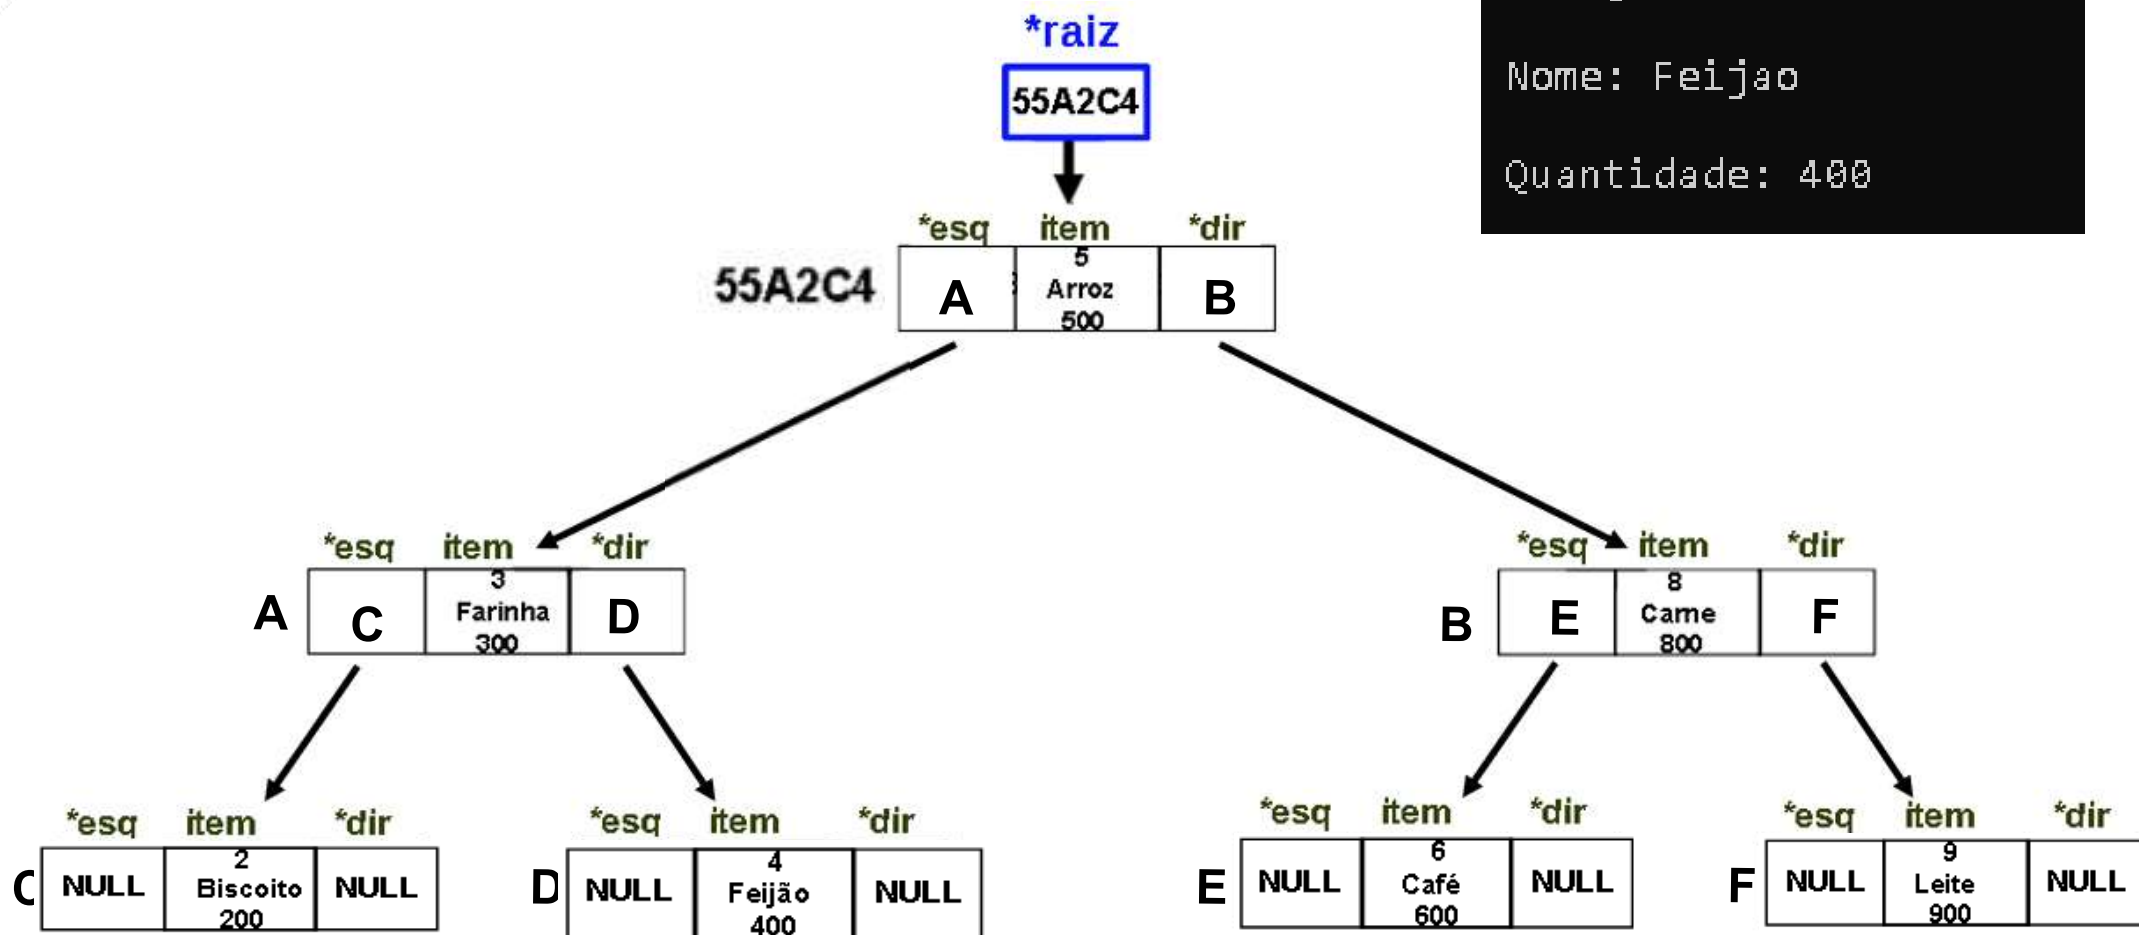 *raiz
55A2C4
Nome: Feijao
Quantidade: 400
*esq item *dir
55A2C4 A 5 Arroz 500 B
*esq item *dir
A C 3 Farinha 300 D
*esq item *dir
B E 8 Carne 800 F
*esq item *dir
C NULL 2 Biscoito 200 NULL
*esq item *dir
D NULL 4 Feijão 400 NULL
*esq item *dir
E NULL 6 Café 600 NULL
*esq item *dir
F NULL 9 Leite 900 NULL